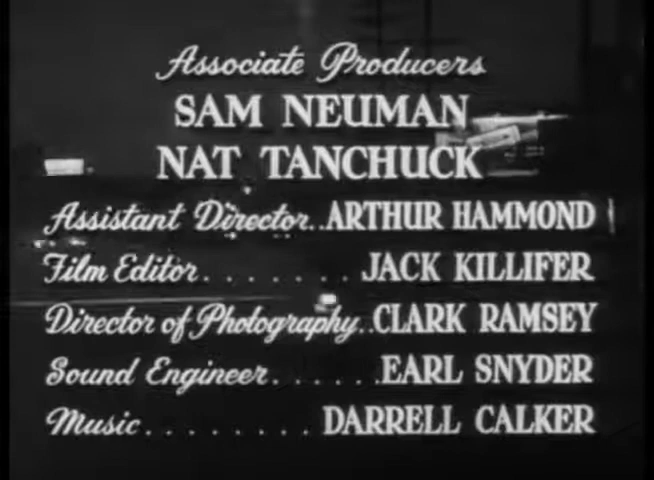 Associate Producers
SAM NEUMAN
NAT TANCHUCK
Assistant Director..ARTHUR HAMMOND
Film Editor.......JACK KILLIFER
Director of Photography..CLARK RAMSEY
Sound Engineer......EARL SNYDER
Music.........DARRELL CALKER